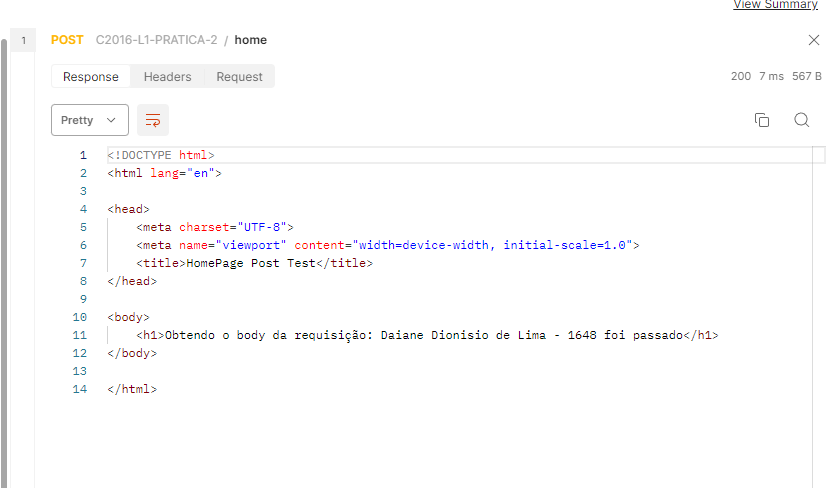 View Summary
1 POST C2016-L1-PRATICA-2 / home
Response Headers Request 200 7 ms 567 B
Pretty
1 <!DOCTYPE html>
2 <html lang="en">
3
4 <head>
5 <meta charset="UTF-8">
6 <meta name="viewport" content="width=device-width, initial-scale=1.0">
7 <title>HomePage Post Test</title>
8 </head>
9
10 <body>
11 <h1>Obtendo o body da requisição: Daiane Dionisio de Lima - 1648 foi passado</h1>
12 </body>
13
14 </html>